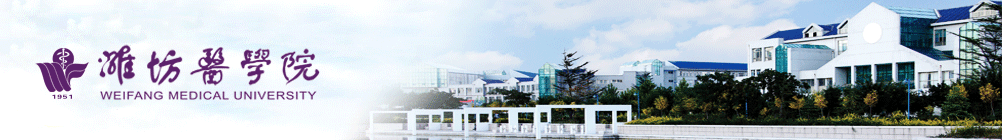 潍坊醫學院
WEIFANG MEDICAL UNIVERSITY
1951